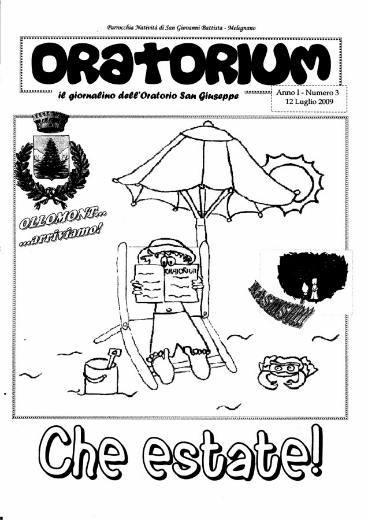 Parrocchia Natività di San Giovanni Battista - Melegnano
ORATORIUM
il giornalino dell'Oratorio San Giuseppe
Anno I - Numero 3
12 Luglio 2009
OLLOMONT...
...arriviamo!
ORATORIUM
Che estate!